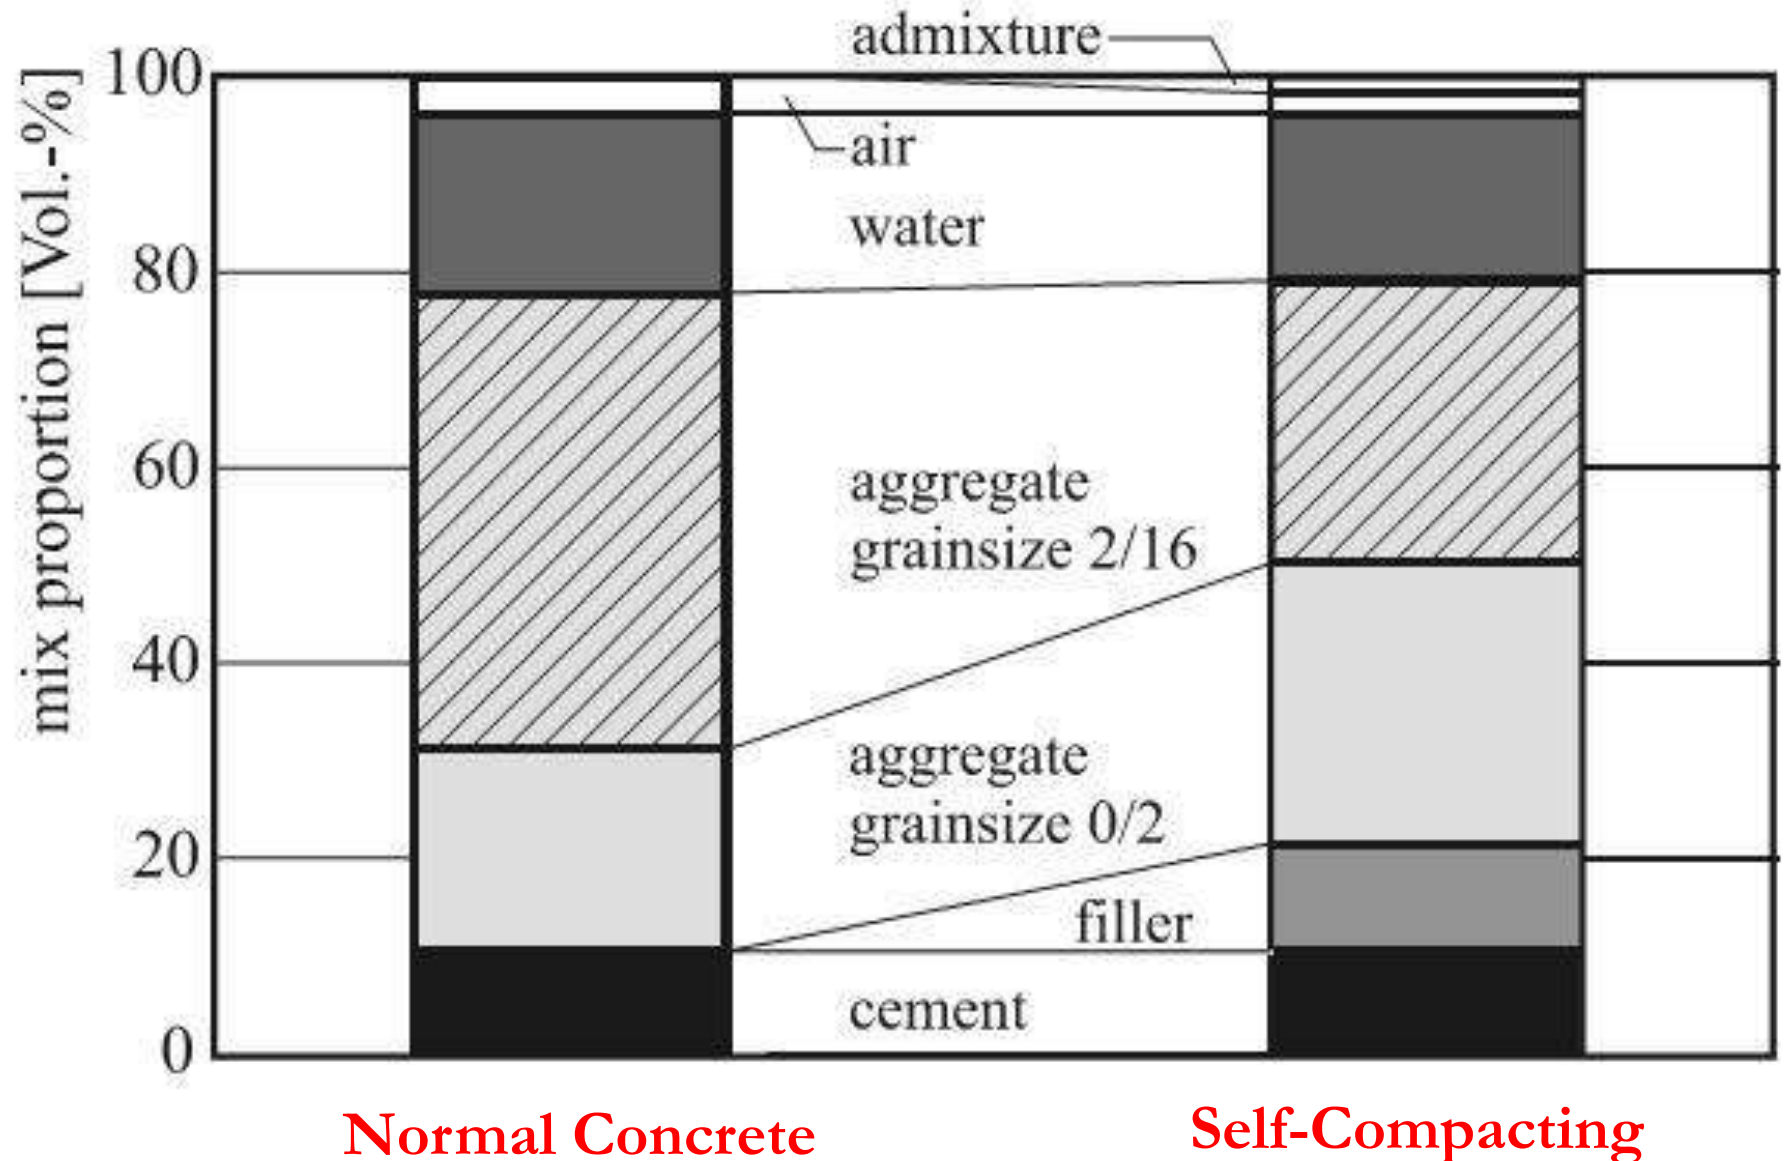 mix proportion [Vol.-%]
100
80
60
40
20
0
admixture
air
water
aggregate
grainsize 2/16
aggregate
grainsize 0/2
filler
cement
Normal Concrete
Self-Compacting